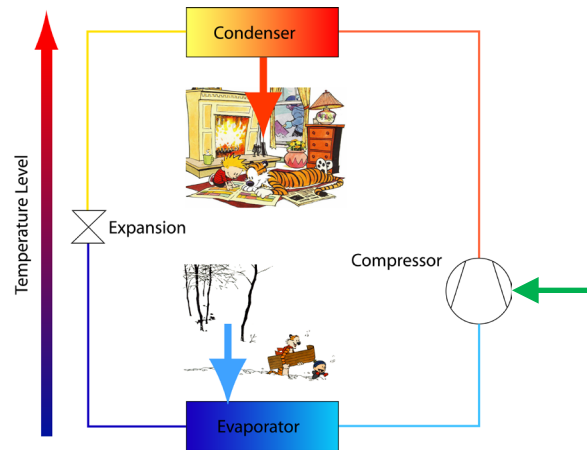 Condenser
Temperature Level
Expansion
Compressor
Evaporator